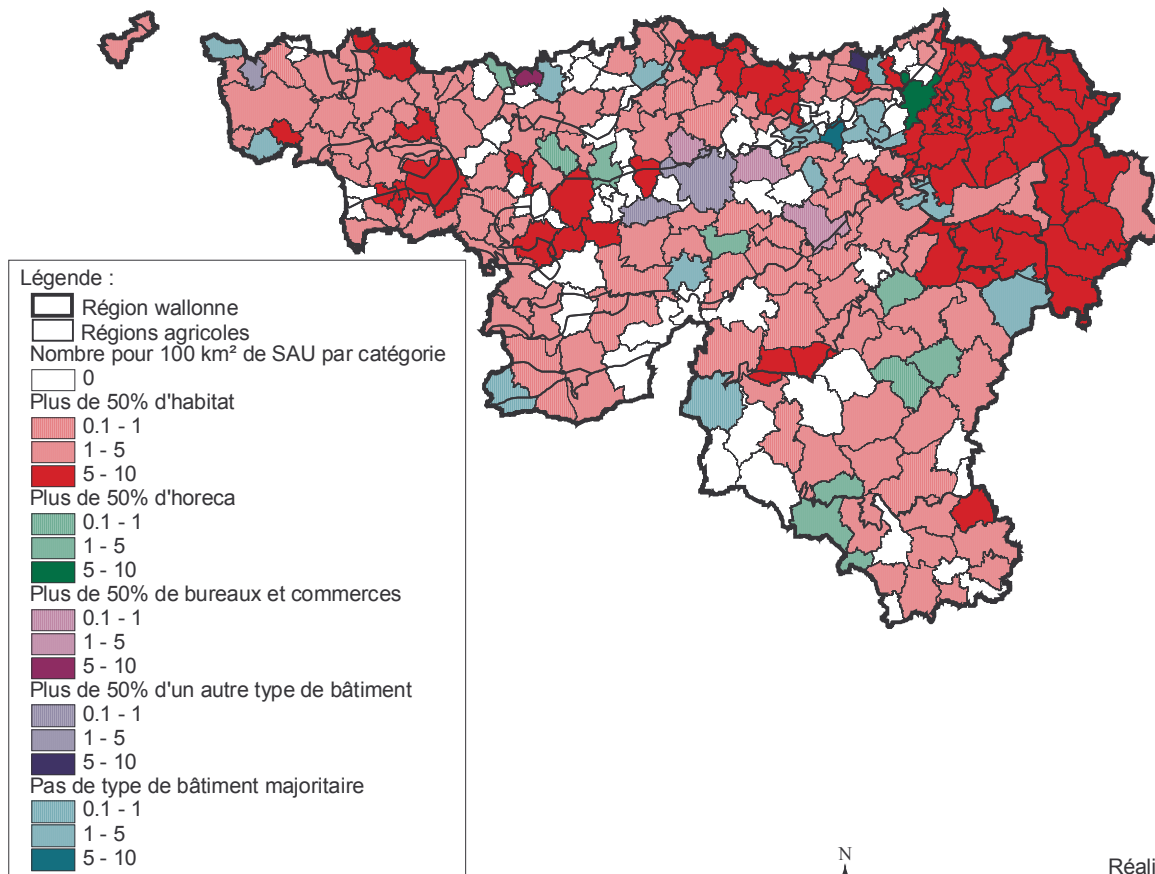 Légende :
Région wallonne
Régions agricoles
Nombre pour 100 km² de SAU par catégorie
0
Plus de 50% d'habitat
0.1 - 1
1 - 5
5 - 10
Plus de 50% d'horeca
0.1 - 1
1 - 5
5 - 10
Plus de 50% de bureaux et commerces
0.1 - 1
1 - 5
5 - 10
Plus de 50% d'un autre type de bâtiment
0.1 - 1
1 - 5
5 - 10
Pas de type de bâtiment majoritaire
0.1 - 1
1 - 5
5 - 10
N
Réali